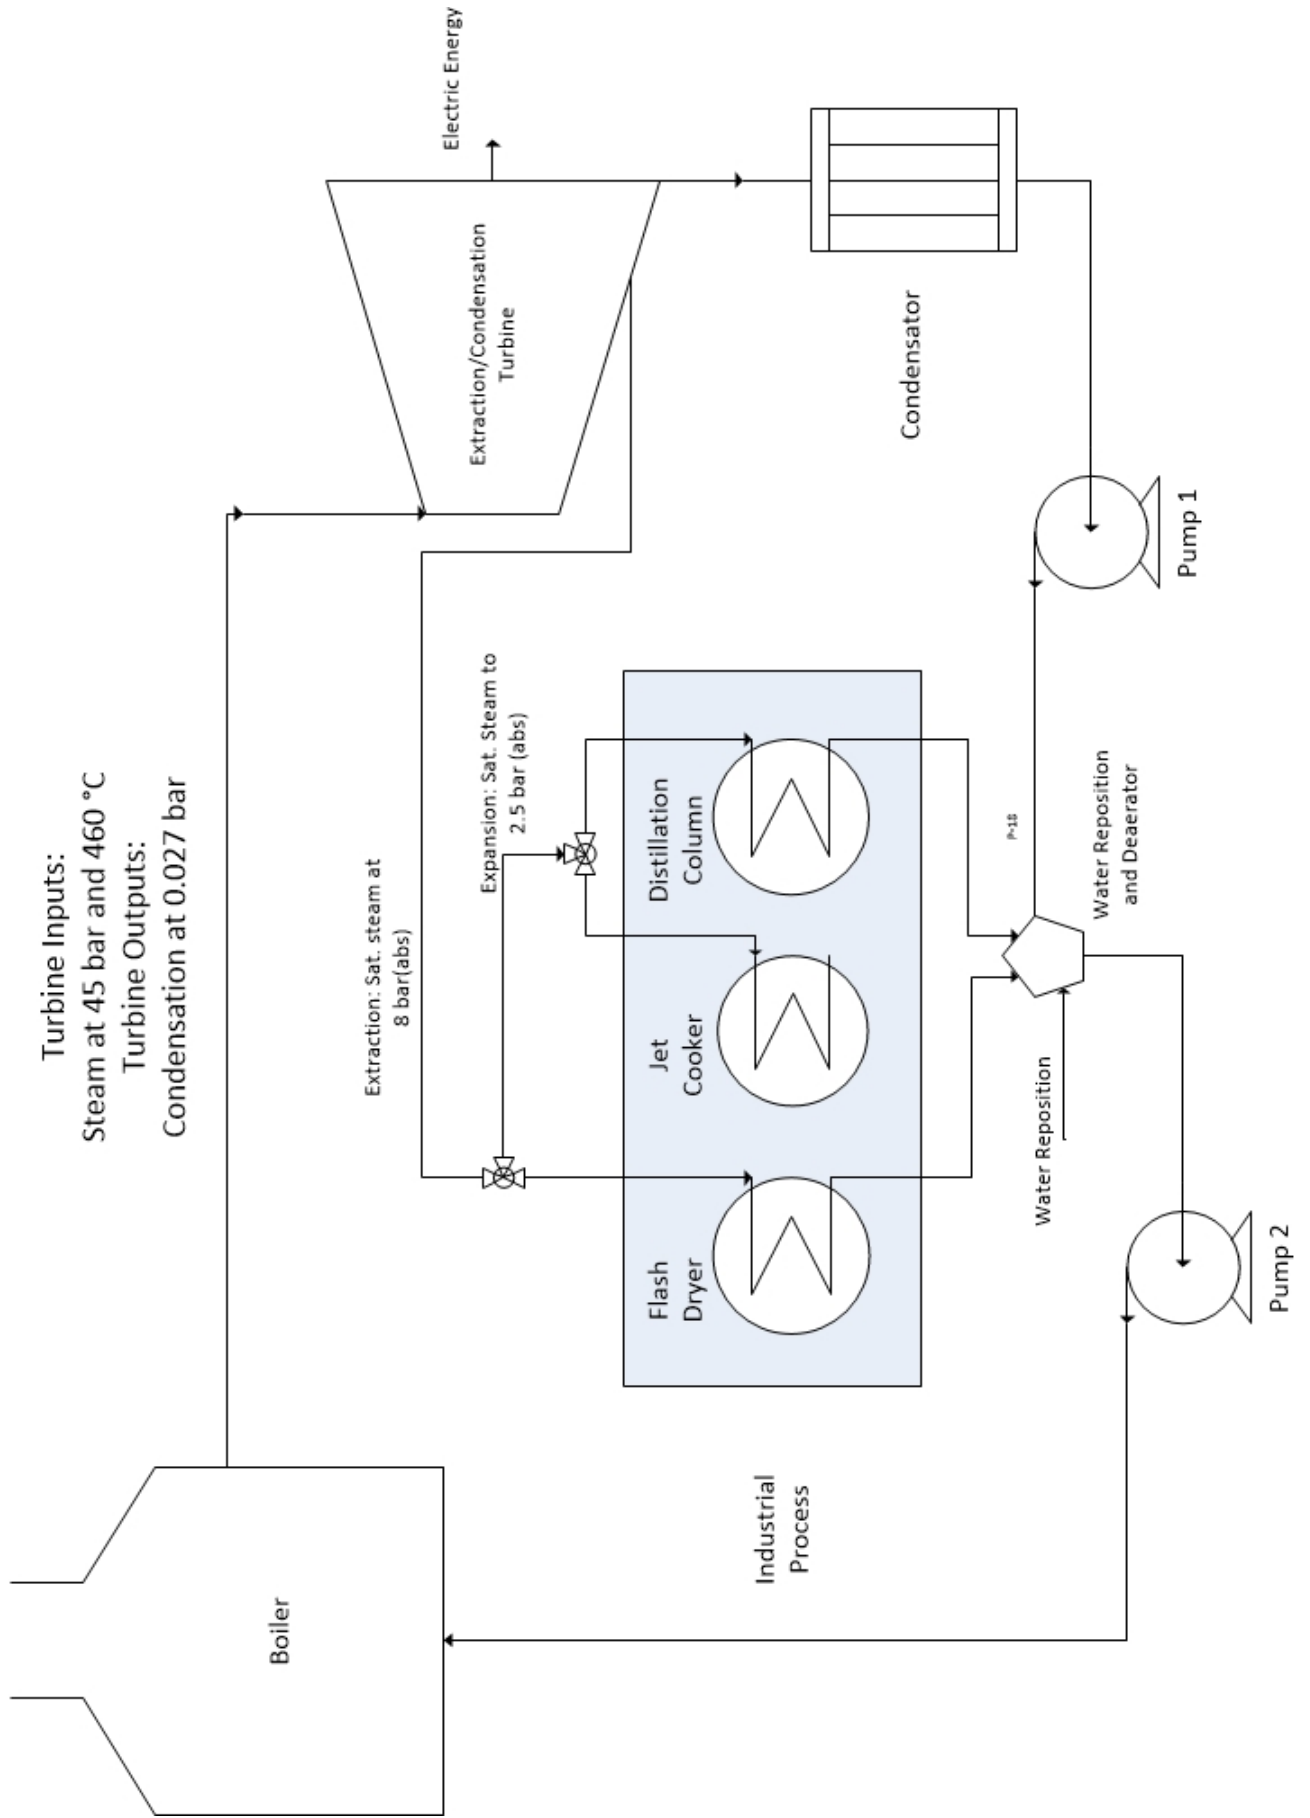 Turbine Inputs:
Steam at 45 bar and 460 °C
Turbine Outputs:
Condensation at 0.027 bar
Boiler
Extraction: Sat. steam at
8 bar(abs)
Expansion: Sat. Steam to
2.5 bar (abs)
Electric Energy
Extraction/Condensation
Turbine
Flash
Dryer
Jet
Cooker
Distillation
Column
Industrial
Process
Condensator
P-18
Water Reposition
Water Reposition
and Deaerator
Pump 1
Pump 2